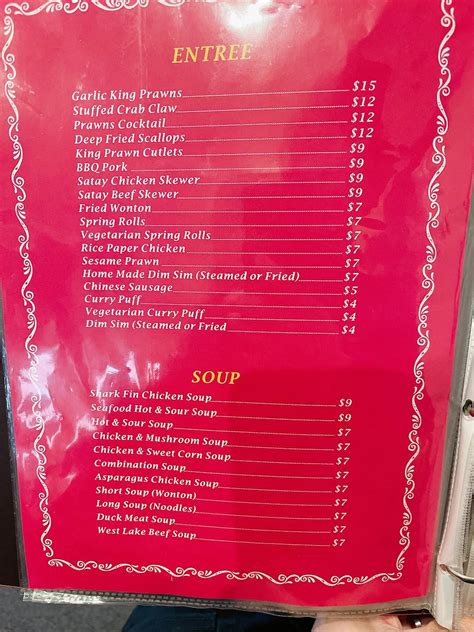 ENTREE
Garlic King Prawns $15
Stuffed Crab Claw $12
Prawns Cocktail $12
Deep Fried Scallops $12
King Prawn Cutlets $9
BBQ Pork $9
Satay Chicken Skewer $9
Satay Beef Skewer $9
Fried Wonton $7
Spring Rolls $7
Vegetarian Spring Rolls $7
Rice Paper Chicken $7
Sesame Prawn $7
Home Made Dim Sim (Steamed or Fried) $7
Chinese Sausage $5
Curry Puff $4
Vegetarian Curry Puff $4
Dim Sim (Steamed or Fried $4
SOUP
Shark Fin Chicken Soup $9
Seafood Hot & Sour Soup $9
Hot & Sour Soup $7
Chicken & Mushroom Soup $7
Chicken & Sweet Corn Soup $7
Combination Soup $7
Asparagus Chicken Soup $7
Short Soup (Wonton) $7
Long Soup (Noodles) $7
Duck Meat Soup $7
West Lake Beef Soup $7